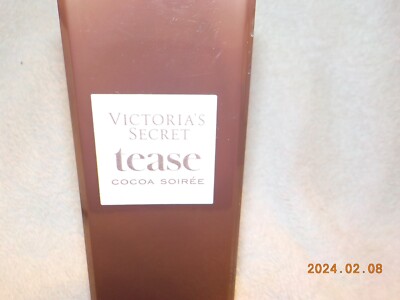 VICTORIA'S
SECRET
tease
COCOA SOIRÉE
2024.02.08